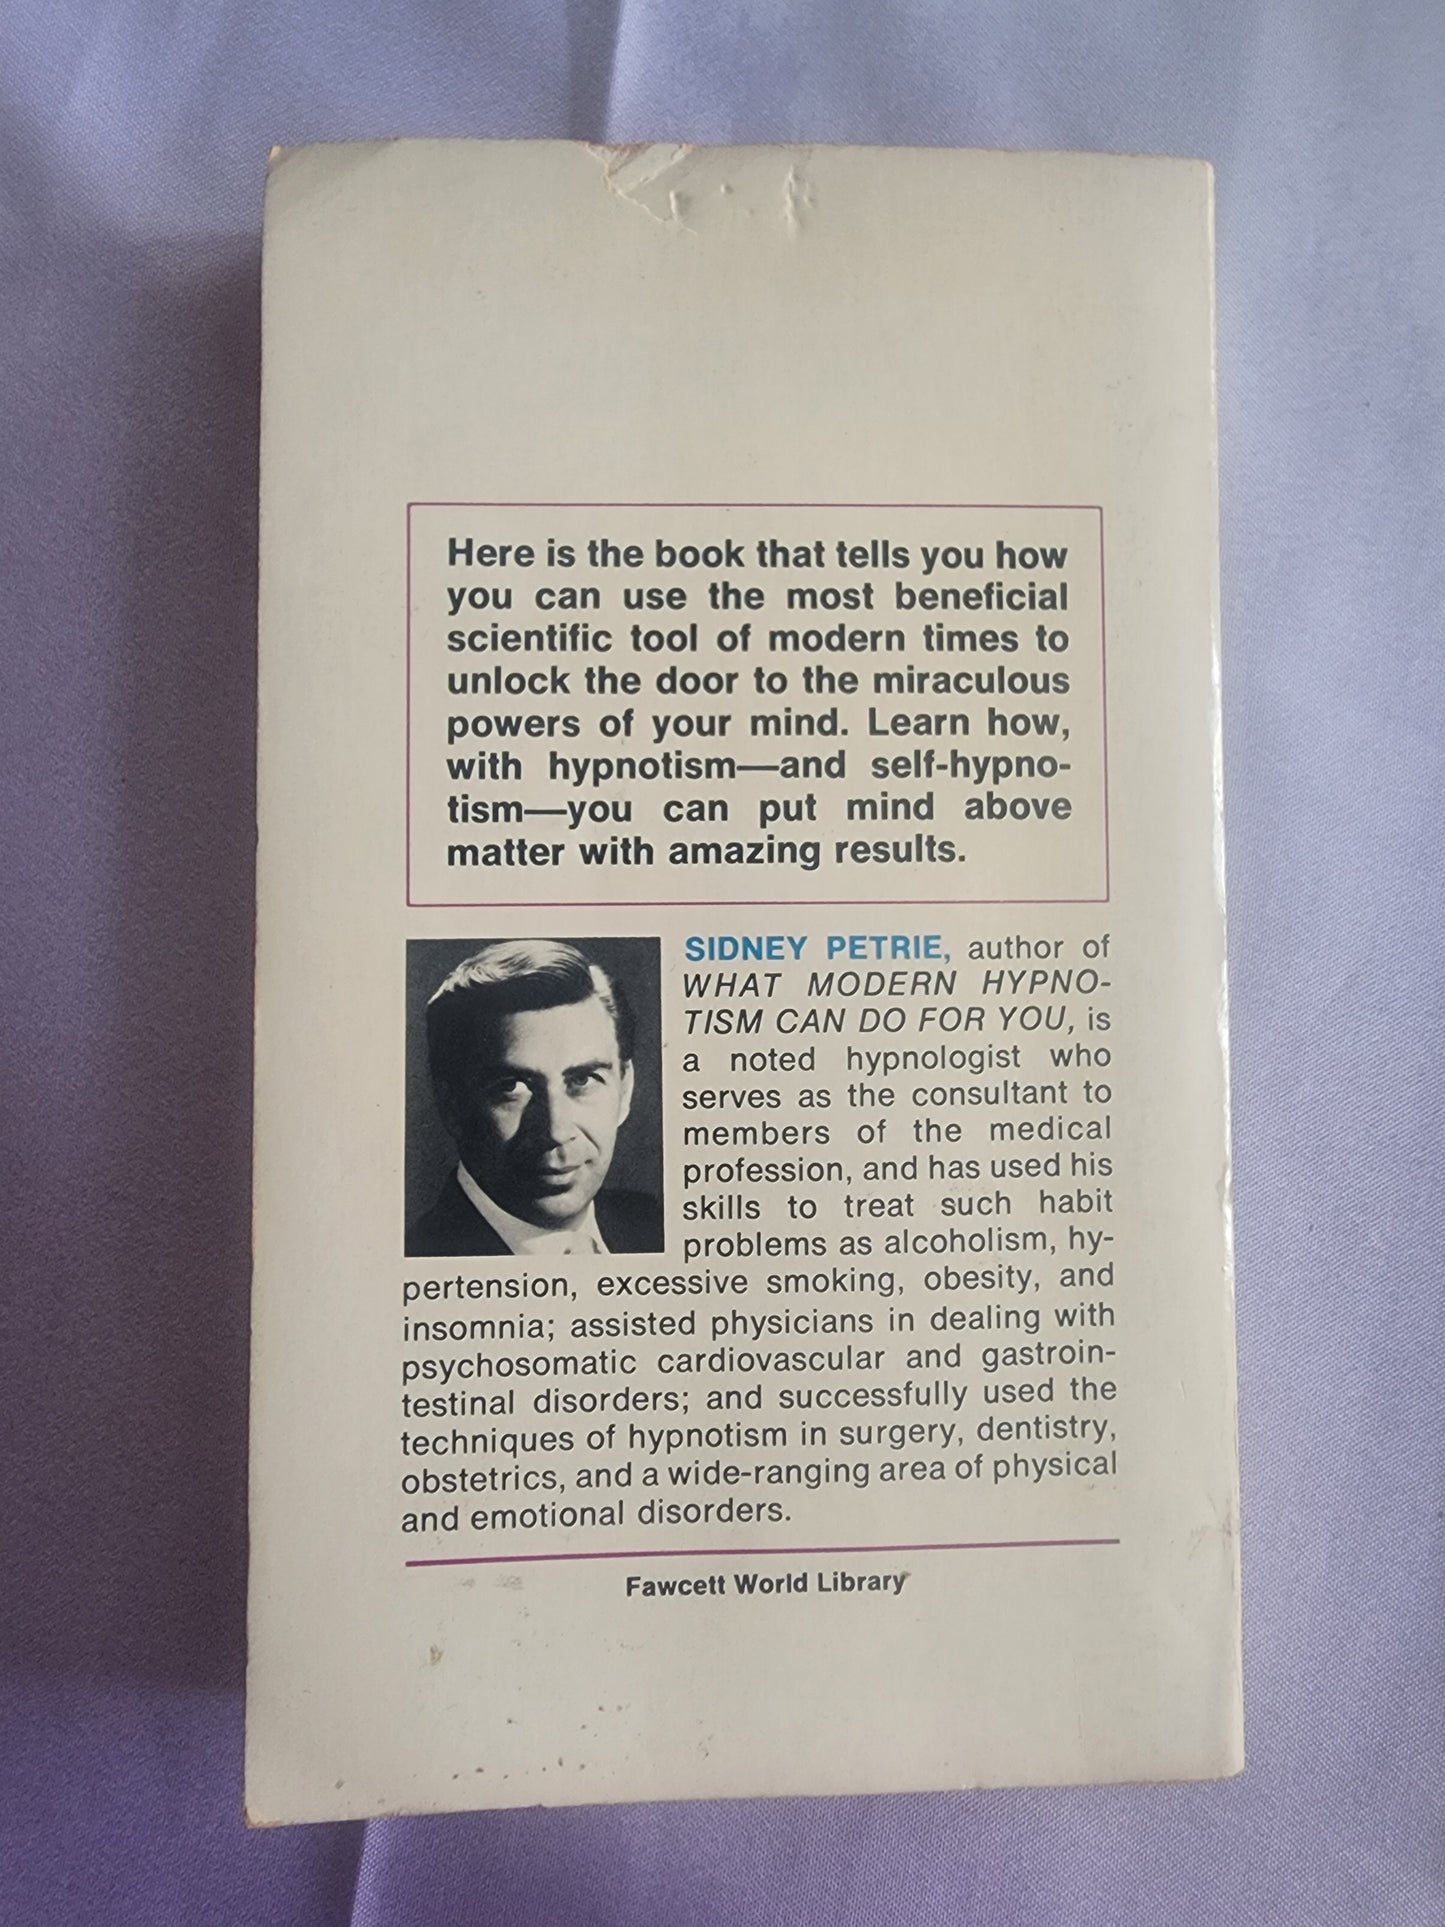 Here is the book that tells you how
you can use the most beneficial
scientific tool of modern times to
unlock the door to the miraculous
powers of your mind. Learn how,
with hypnotism—and self-hypno-
tism—you can put mind above
matter with amazing results.
SIDNEY PETRIE, author of
WHAT MODERN HYPNO-
TISM CAN DO FOR YOU, is
a noted hypnologist who
serves as the consultant to
members of the medical
profession, and has used his
skills to treat such habit
problems as alcoholism, hy-
pertension, excessive smoking, obesity, and
insomnia; assisted physicians in dealing with
psychosomatic cardiovascular and gastroin-
testinal disorders; and successfully used the
techniques of hypnotism in surgery, dentistry,
obstetrics, and a wide-ranging area of physical
and emotional disorders.
Fawcett World Library